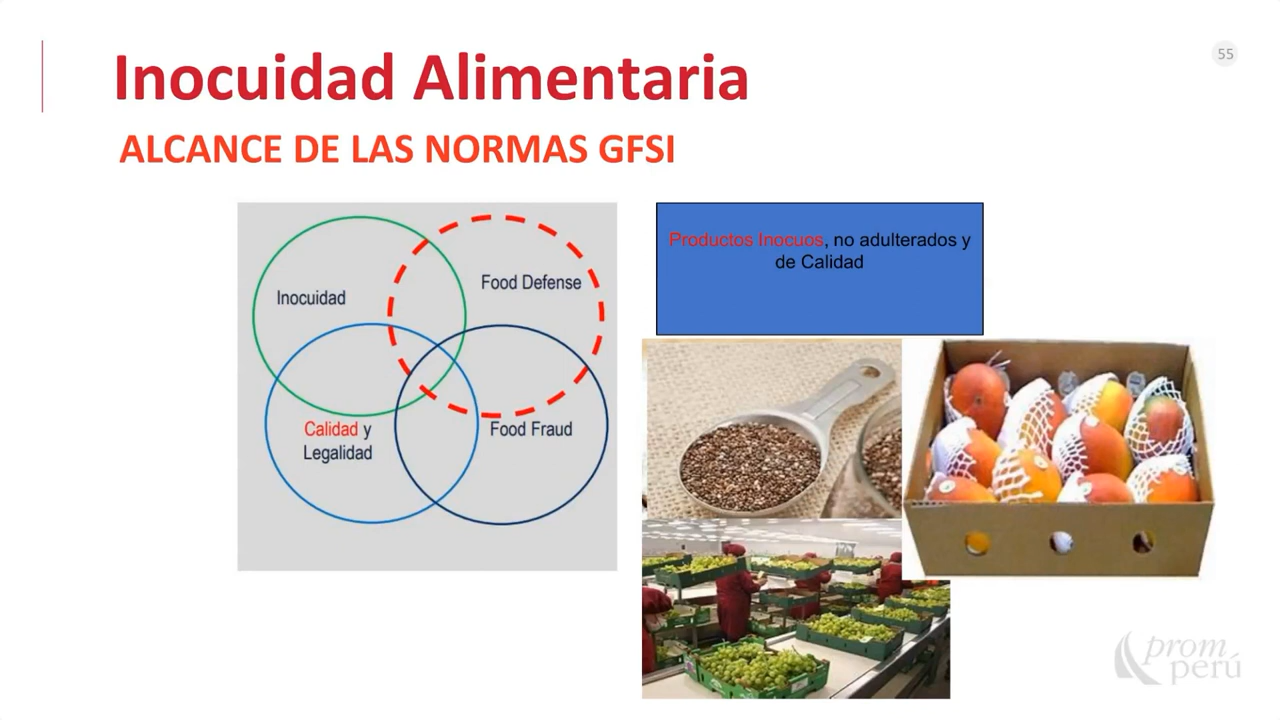 55
Inocuidad Alimentaria
ALCANCE DE LAS NORMAS GFSI
Inocuidad
Food Defense
Calidad y
Legalidad
Food Fraud
Productos Inocuos, no adulterados y
de Calidad
prom
perú